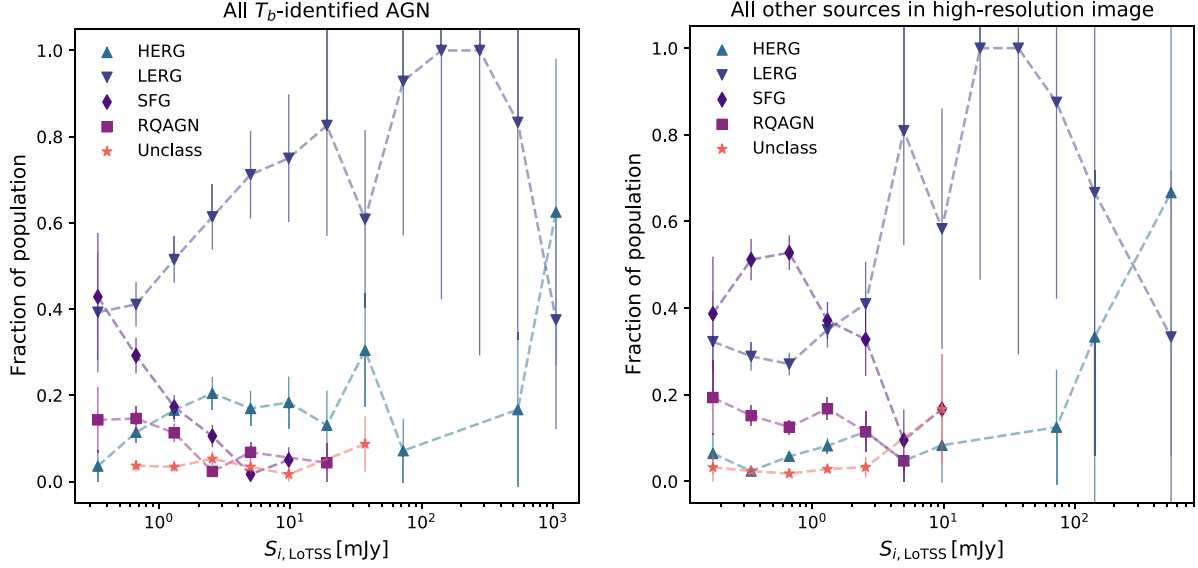 All T_b-identified AGN
1.0
0.8
0.6
0.4
0.2
0.0
Fraction of population
HERG
LERG
SFG
RQAGN
Unclass
10^0
10^1
10^2
10^3
S_{i, LoTSS} [mJy]
All other sources in high-resolution image
1.0
0.8
0.6
0.4
0.2
0.0
Fraction of population
HERG
LERG
SFG
RQAGN
Unclass
10^0
10^1
10^2
S_{i, LoTSS} [mJy]